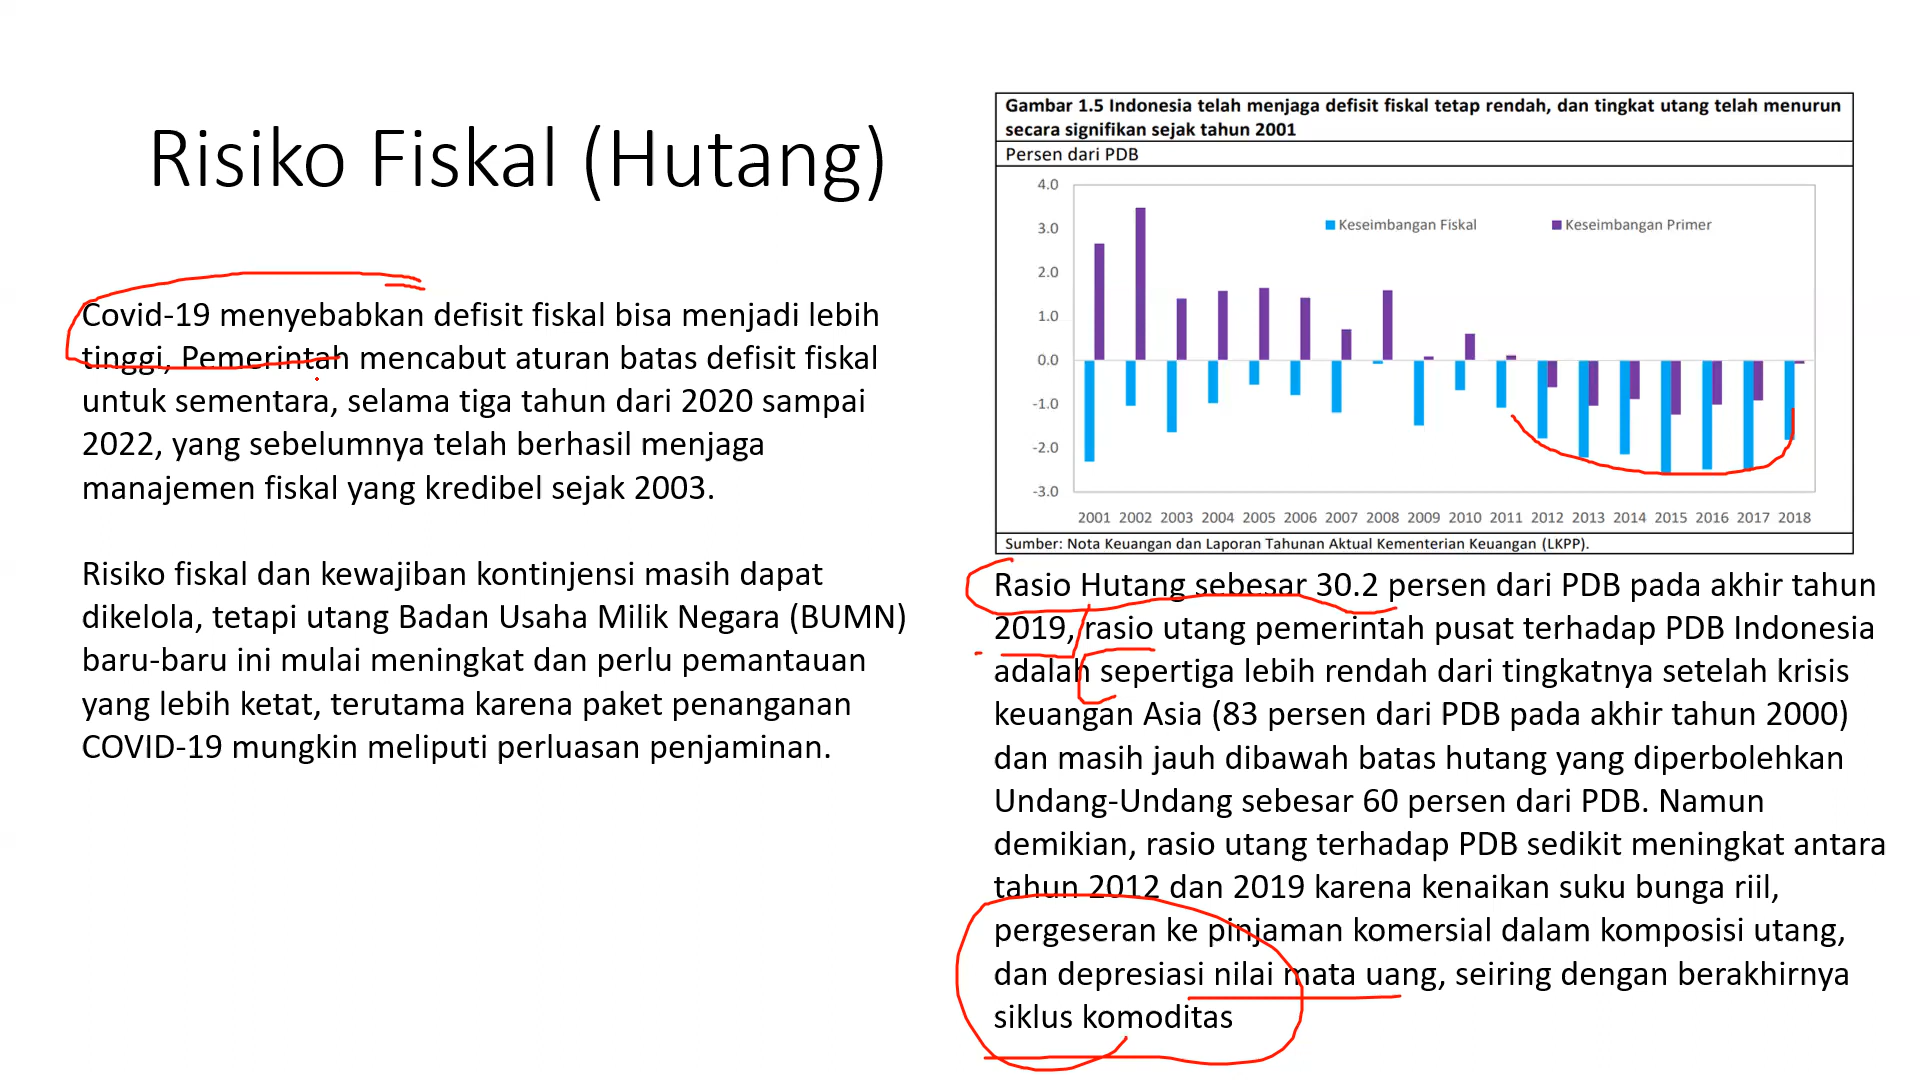 Risiko Fiskal (Hutang)
Covid-19 menyebabkan defisit fiskal bisa menjadi lebih
tinggi, Pemerintah mencabut aturan batas defisit fiskal
untuk sementara, selama tiga tahun dari 2020 sampai
2022, yang sebelumnya telah berhasil menjaga
manajemen fiskal yang kredibel sejak 2003.
Risiko fiskal dan kewajiban kontinjensi masih dapat
dikelola, tetapi utang Badan Usaha Milik Negara (BUMN)
baru-baru ini mulai meningkat dan perlu pemantauan
yang lebih ketat, terutama karena paket penanganan
COVID-19 mungkin meliputi perluasan penjaminan.
Gambar 1.5 Indonesia telah menjaga defisit fiskal tetap rendah, dan tingkat utang telah menurun
secara signifikan sejak tahun 2001
Persen dari PDB
4.0
3.0
2.0
1.0
0.0
-1.0
-2.0
-3.0
Keseimbangan Fiskal Keseimbangan Primer
2001 2002 2003 2004 2005 2006 2007 2008 2009 2010 2011 2012 2013 2014 2015 2016 2017 2018
Sumber: Nota Keuangan dan Laporan Tahunan Aktual Kementerian Keuangan (LKPP).
Rasio Hutang sebesar 30.2 persen dari PDB pada akhir tahun
2019, rasio utang pemerintah pusat terhadap PDB Indonesia
adalah sepertiga lebih rendah dari tingkatnya setelah krisis
keuangan Asia (83 persen dari PDB pada akhir tahun 2000)
dan masih jauh dibawah batas hutang yang diperbolehkan
Undang-Undang sebesar 60 persen dari PDB. Namun
demikian, rasio utang terhadap PDB sedikit meningkat antara
tahun 2012 dan 2019 karena kenaikan suku bunga riil,
pergeseran ke pinjaman komersial dalam komposisi utang,
dan depresiasi nilai mata uang, seiring dengan berakhirnya
siklus komoditas